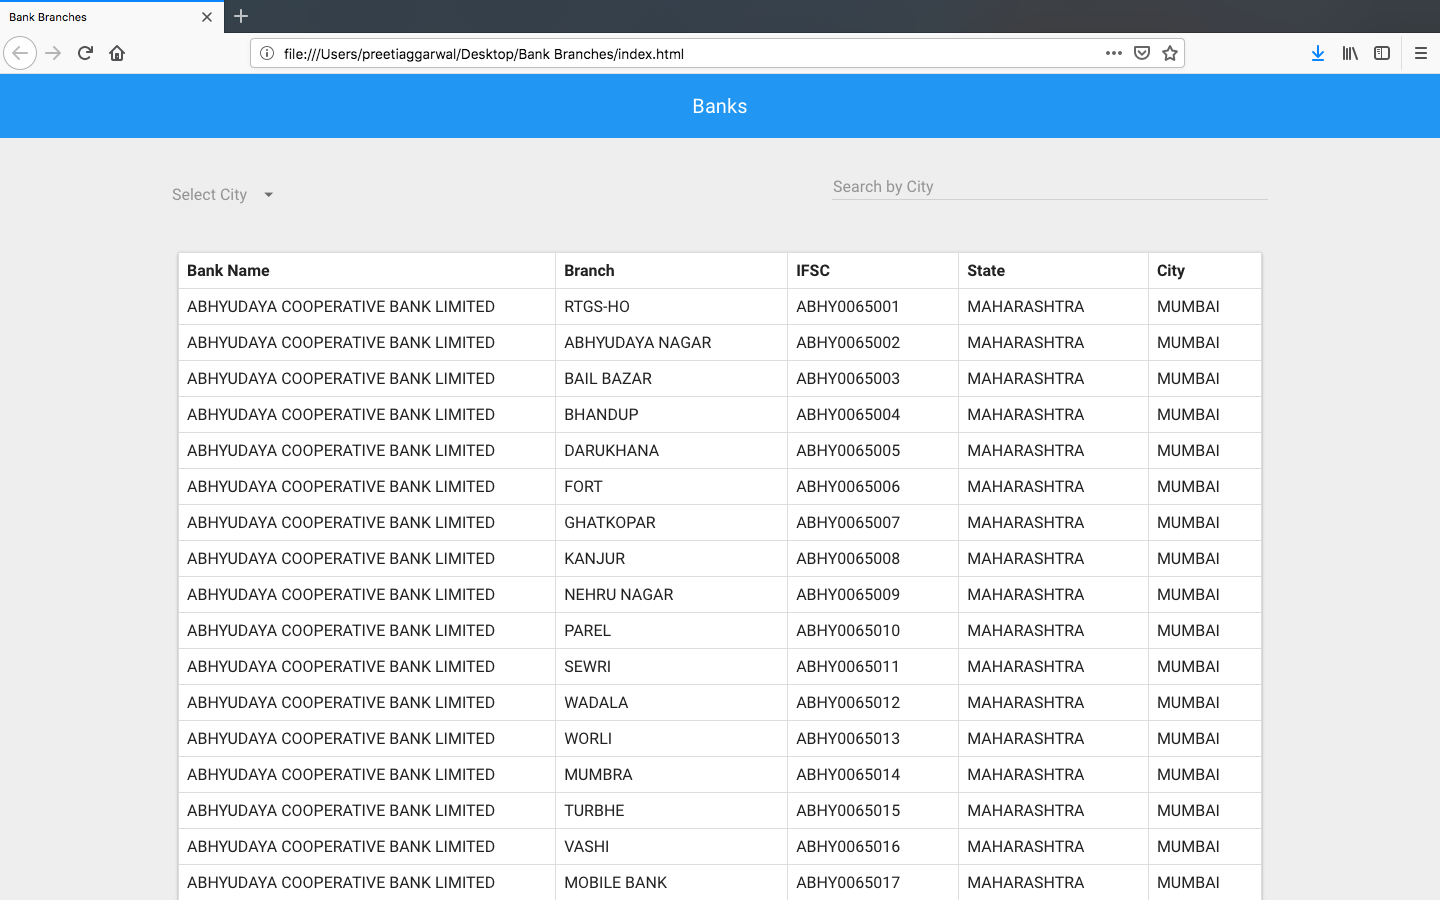 Bank Branches
file:///Users/preetiaggarwal/Desktop/Bank Branches/index.html
Banks
Select City
Search by City
Bank Name Branch IFSC State City
ABHYUDAYA COOPERATIVE BANK LIMITED RTGS-HO ABHY0065001 MAHARASHTRA MUMBAI
ABHYUDAYA COOPERATIVE BANK LIMITED ABHYUDAYA NAGAR ABHY0065002 MAHARASHTRA MUMBAI
ABHYUDAYA COOPERATIVE BANK LIMITED BAIL BAZAR ABHY0065003 MAHARASHTRA MUMBAI
ABHYUDAYA COOPERATIVE BANK LIMITED BHANDUP ABHY0065004 MAHARASHTRA MUMBAI
ABHYUDAYA COOPERATIVE BANK LIMITED DARUKHANA ABHY0065005 MAHARASHTRA MUMBAI
ABHYUDAYA COOPERATIVE BANK LIMITED FORT ABHY0065006 MAHARASHTRA MUMBAI
ABHYUDAYA COOPERATIVE BANK LIMITED GHATKOPAR ABHY0065007 MAHARASHTRA MUMBAI
ABHYUDAYA COOPERATIVE BANK LIMITED KANJUR ABHY0065008 MAHARASHTRA MUMBAI
ABHYUDAYA COOPERATIVE BANK LIMITED NEHRU NAGAR ABHY0065009 MAHARASHTRA MUMBAI
ABHYUDAYA COOPERATIVE BANK LIMITED PAREL ABHY0065010 MAHARASHTRA MUMBAI
ABHYUDAYA COOPERATIVE BANK LIMITED SEWRI ABHY0065011 MAHARASHTRA MUMBAI
ABHYUDAYA COOPERATIVE BANK LIMITED WADALA ABHY0065012 MAHARASHTRA MUMBAI
ABHYUDAYA COOPERATIVE BANK LIMITED WORLI ABHY0065013 MAHARASHTRA MUMBAI
ABHYUDAYA COOPERATIVE BANK LIMITED MUMBRA ABHY0065014 MAHARASHTRA MUMBAI
ABHYUDAYA COOPERATIVE BANK LIMITED TURBHE ABHY0065015 MAHARASHTRA MUMBAI
ABHYUDAYA COOPERATIVE BANK LIMITED VASHI ABHY0065016 MAHARASHTRA MUMBAI
ABHYUDAYA COOPERATIVE BANK LIMITED MOBILE BANK ABHY0065017 MAHARASHTRA MUMBAI